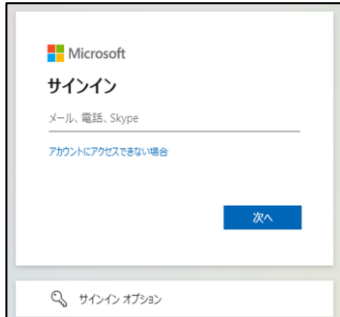 Microsoft
サインイン
メール、電話、Skype
アカウントにアクセスできない場合
次へ
サインイン オプション